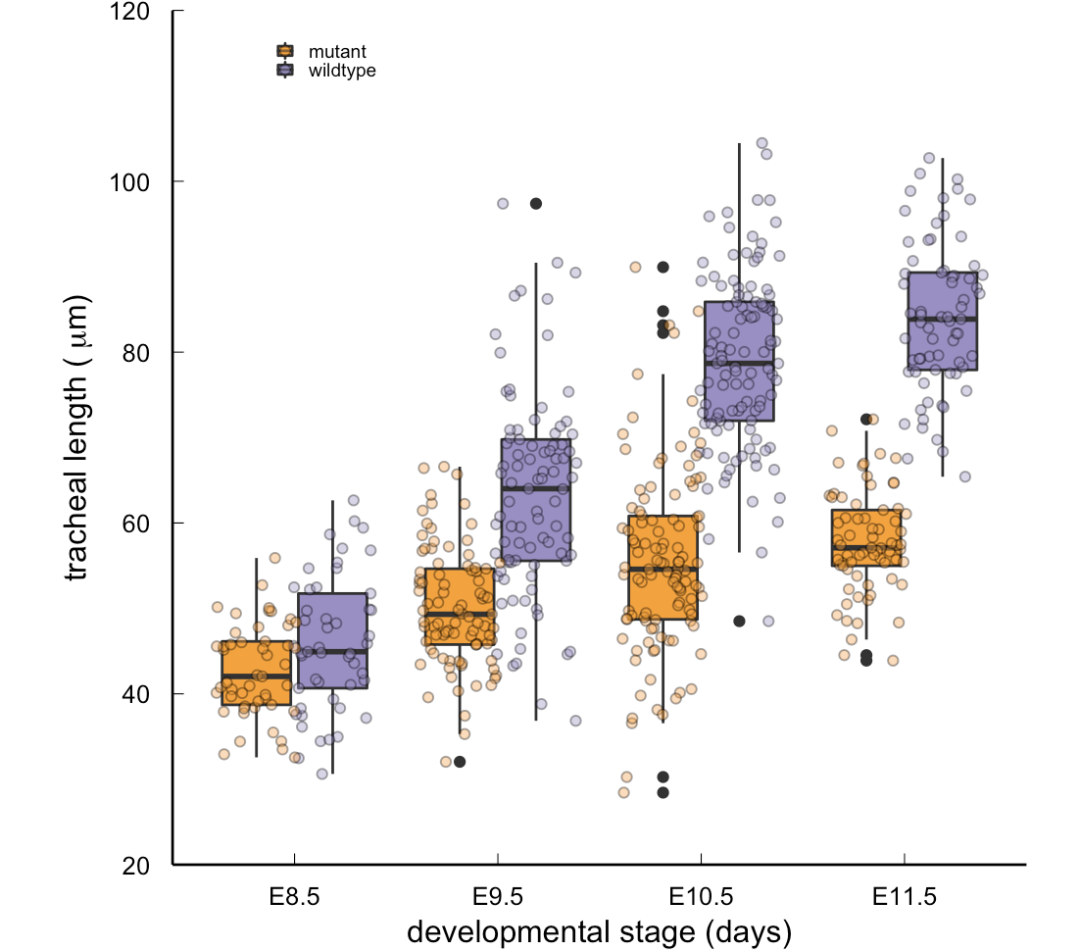 120
mutant
wildtype
100
80
60
40
20
tracheal length ( μm)
E8.5 E9.5 E10.5 E11.5
developmental stage (days)